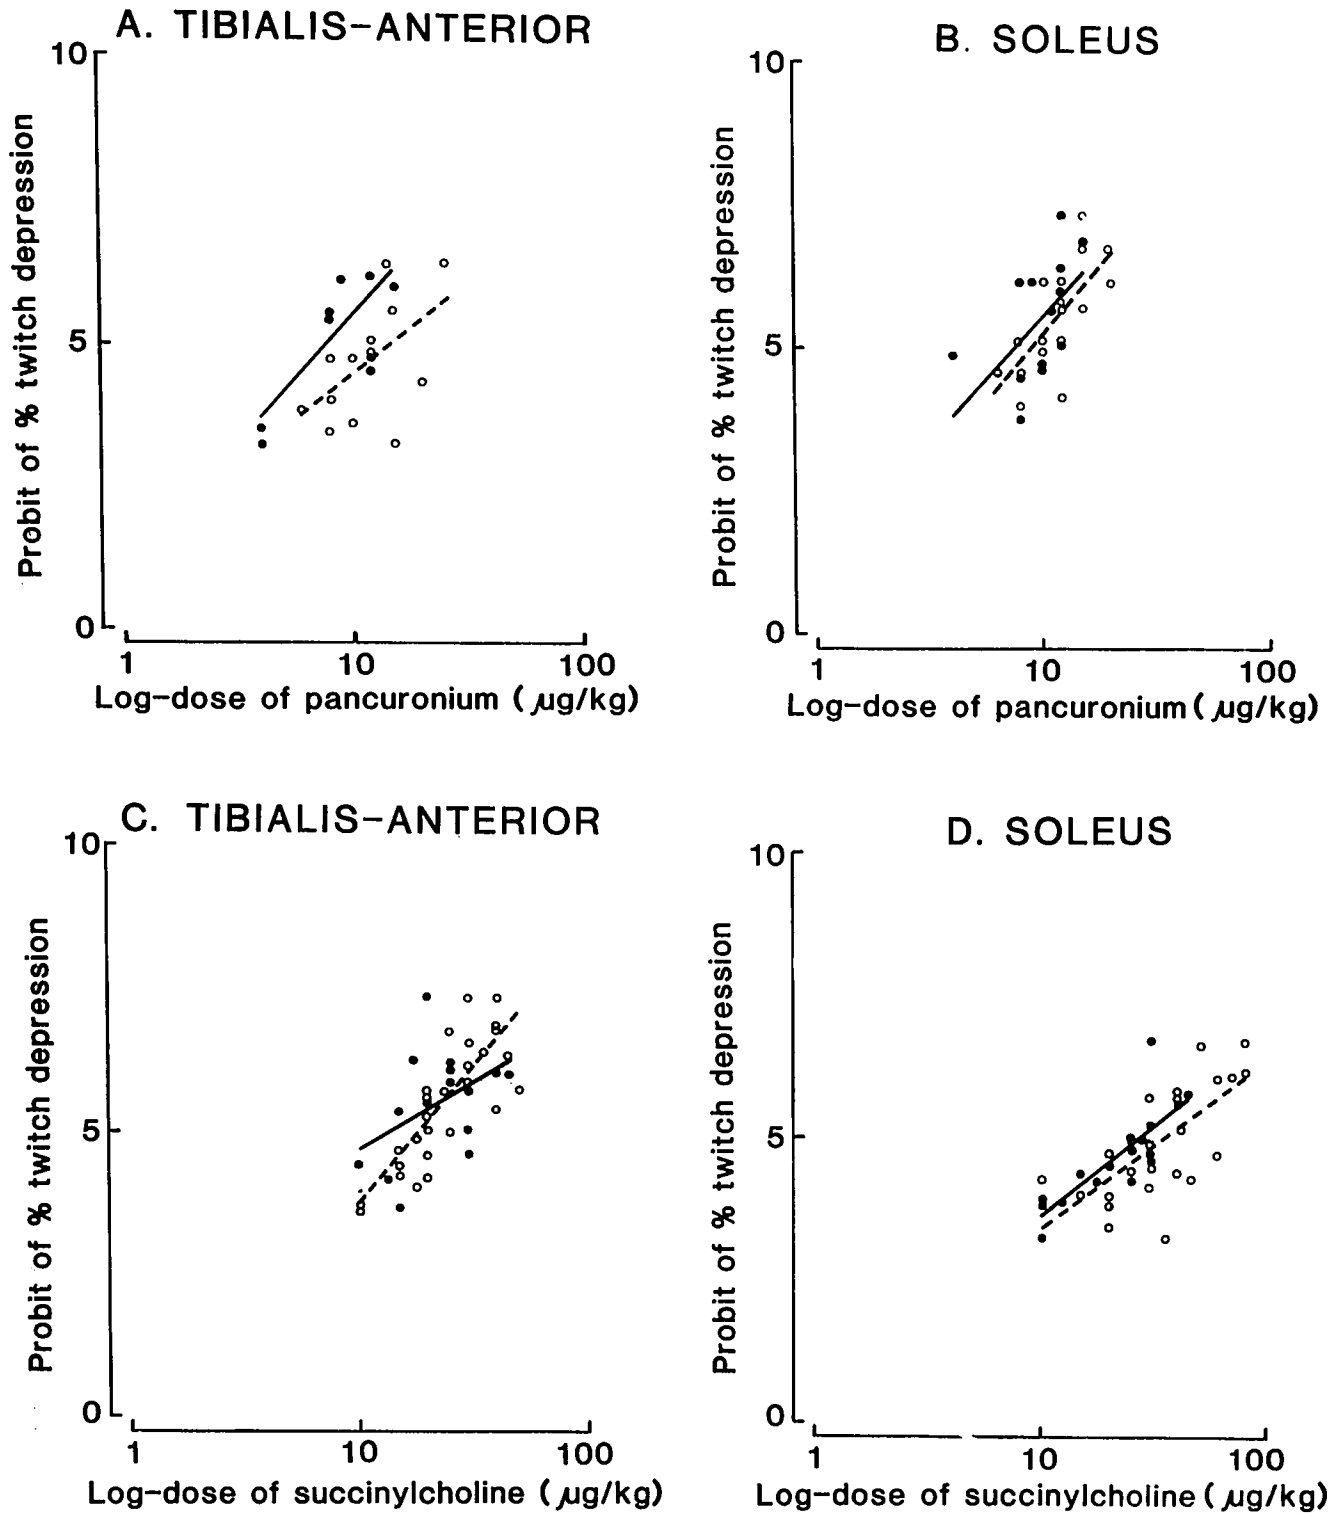 A. TIBIALIS-ANTERIOR
10
5
0
Probit of % twitch depression
1 10 100
Log-dose of pancuronium (μg/kg)
B. SOLEUS
10
5
0
Probit of % twitch depression
1 10 100
Log-dose of pancuronium (μg/kg)
C. TIBIALIS-ANTERIOR
10
5
0
Probit of % twitch depression
1 10 100
Log-dose of succinylcholine (μg/kg)
D. SOLEUS
10
5
0
Probit of % twitch depression
1 10 100
Log-dose of succinylcholine (μg/kg)